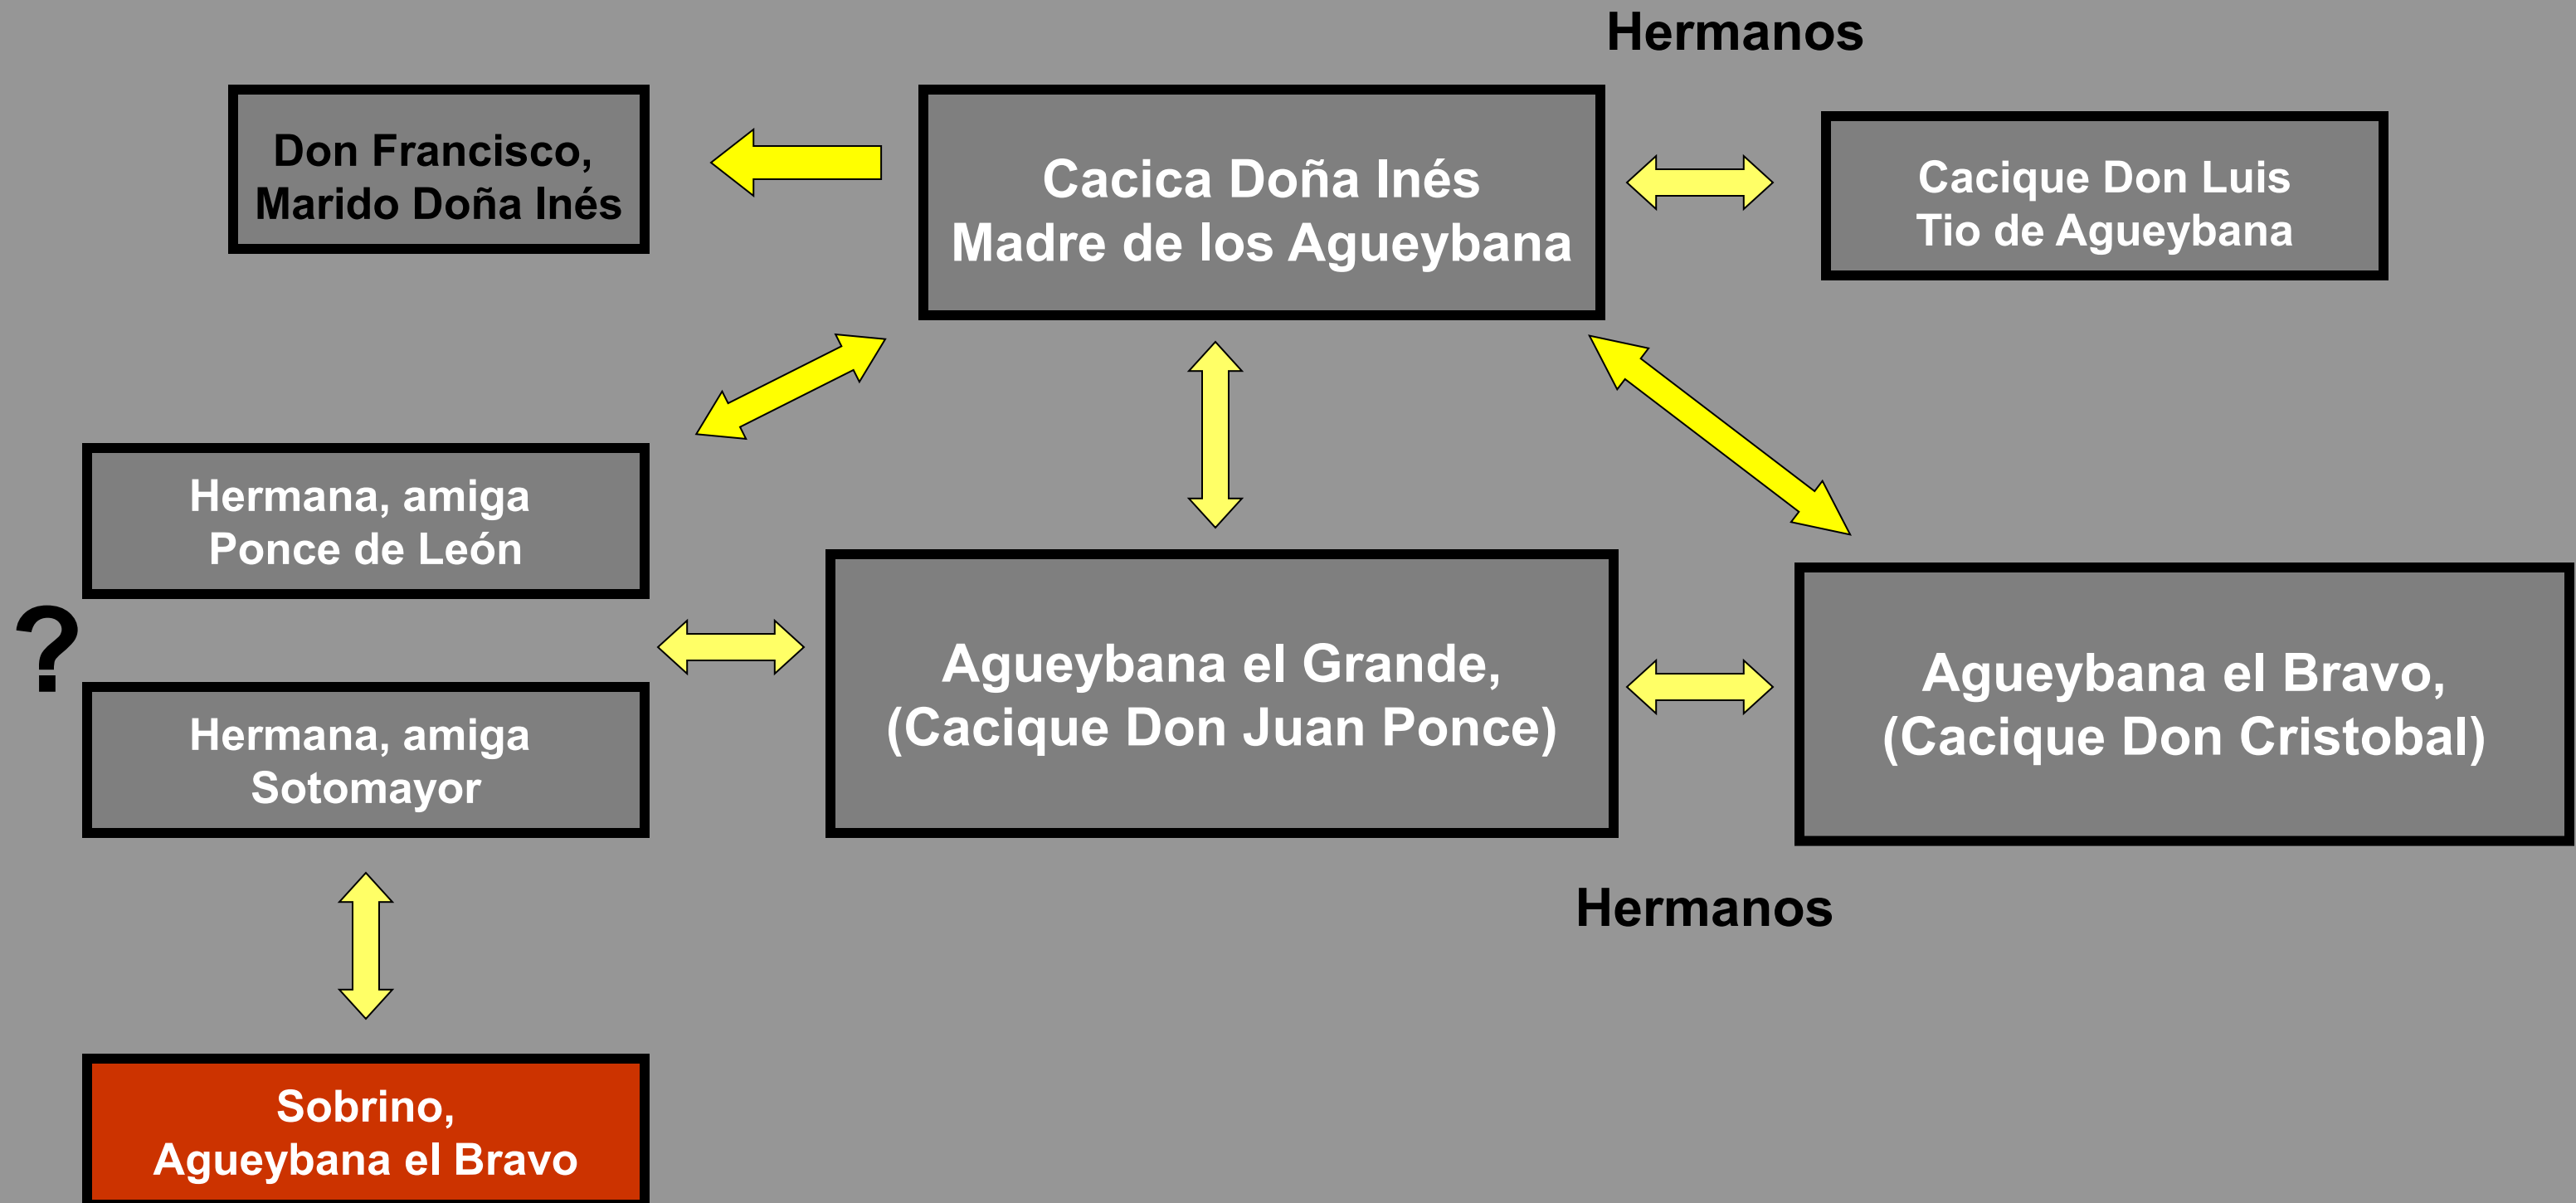 Hermanos
Don Francisco,
Marido Doña Inés
Cacica Doña Inés
Madre de los Agueybana
Cacique Don Luis
Tio de Agueybana
Hermana, amiga
Ponce de León
?
Hermana, amiga
Sotomayor
Agueybana el Grande,
(Cacique Don Juan Ponce)
Agueybana el Bravo,
(Cacique Don Cristobal)
Hermanos
Sobrino,
Agueybana el Bravo